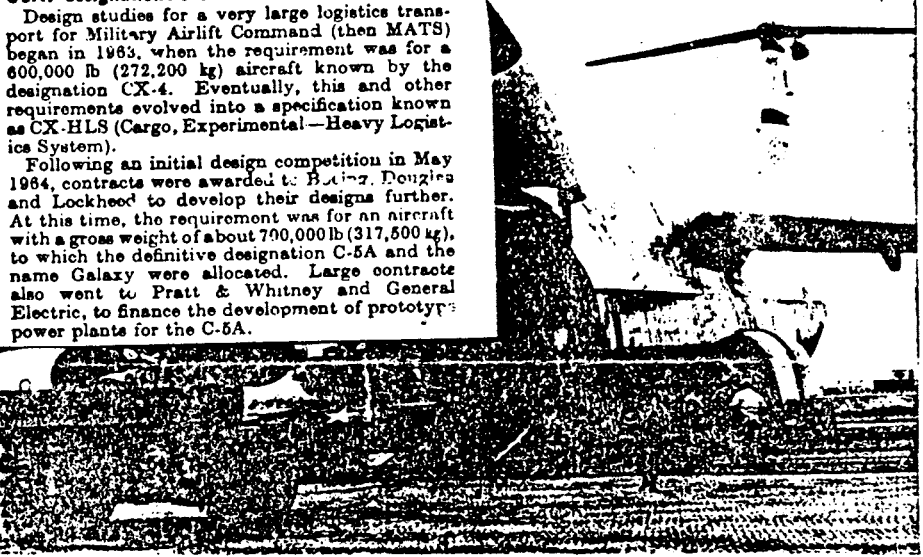 Design studies for a very large logistics trans-
port for Military Airlift Command (then MATS)
began in 1963, when the requirement was for a
600,000 lb (272,200 kg) aircraft known by the
designation CX-4. Eventually, this and other
requirements evolved into a specification known
as CX-HLS (Cargo, Experimental—Heavy Logist-
ics System).
Following an initial design competition in May
1964, contracts were awarded to Boeing, Douglas
and Lockheed to develop their designs further.
At this time, the requirement was for an aircraft
with a gross weight of about 700,000 lb (317,500 kg),
to which the definitive designation C-5A and the
name Galaxy were allocated. Large contracts
also went to Pratt & Whitney and General
Electric, to finance the development of prototype
power plants for the C-5A.